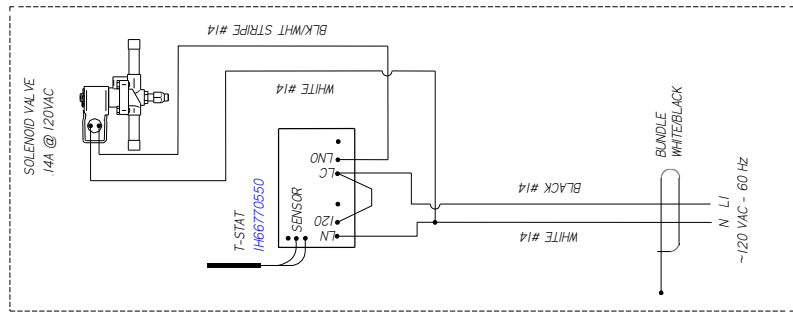 BLK/WHT STRIPE #14
WHITE #14
SOLENOID VALVE
.14A @ 120VAC
LNO
LC
SENSOR
120
LN
T-STAT
1H66770550
BLACK #14
WHITE #14
BUNDLE
WHITE/BLACK
L1
N
~120 VAC - 60 Hz